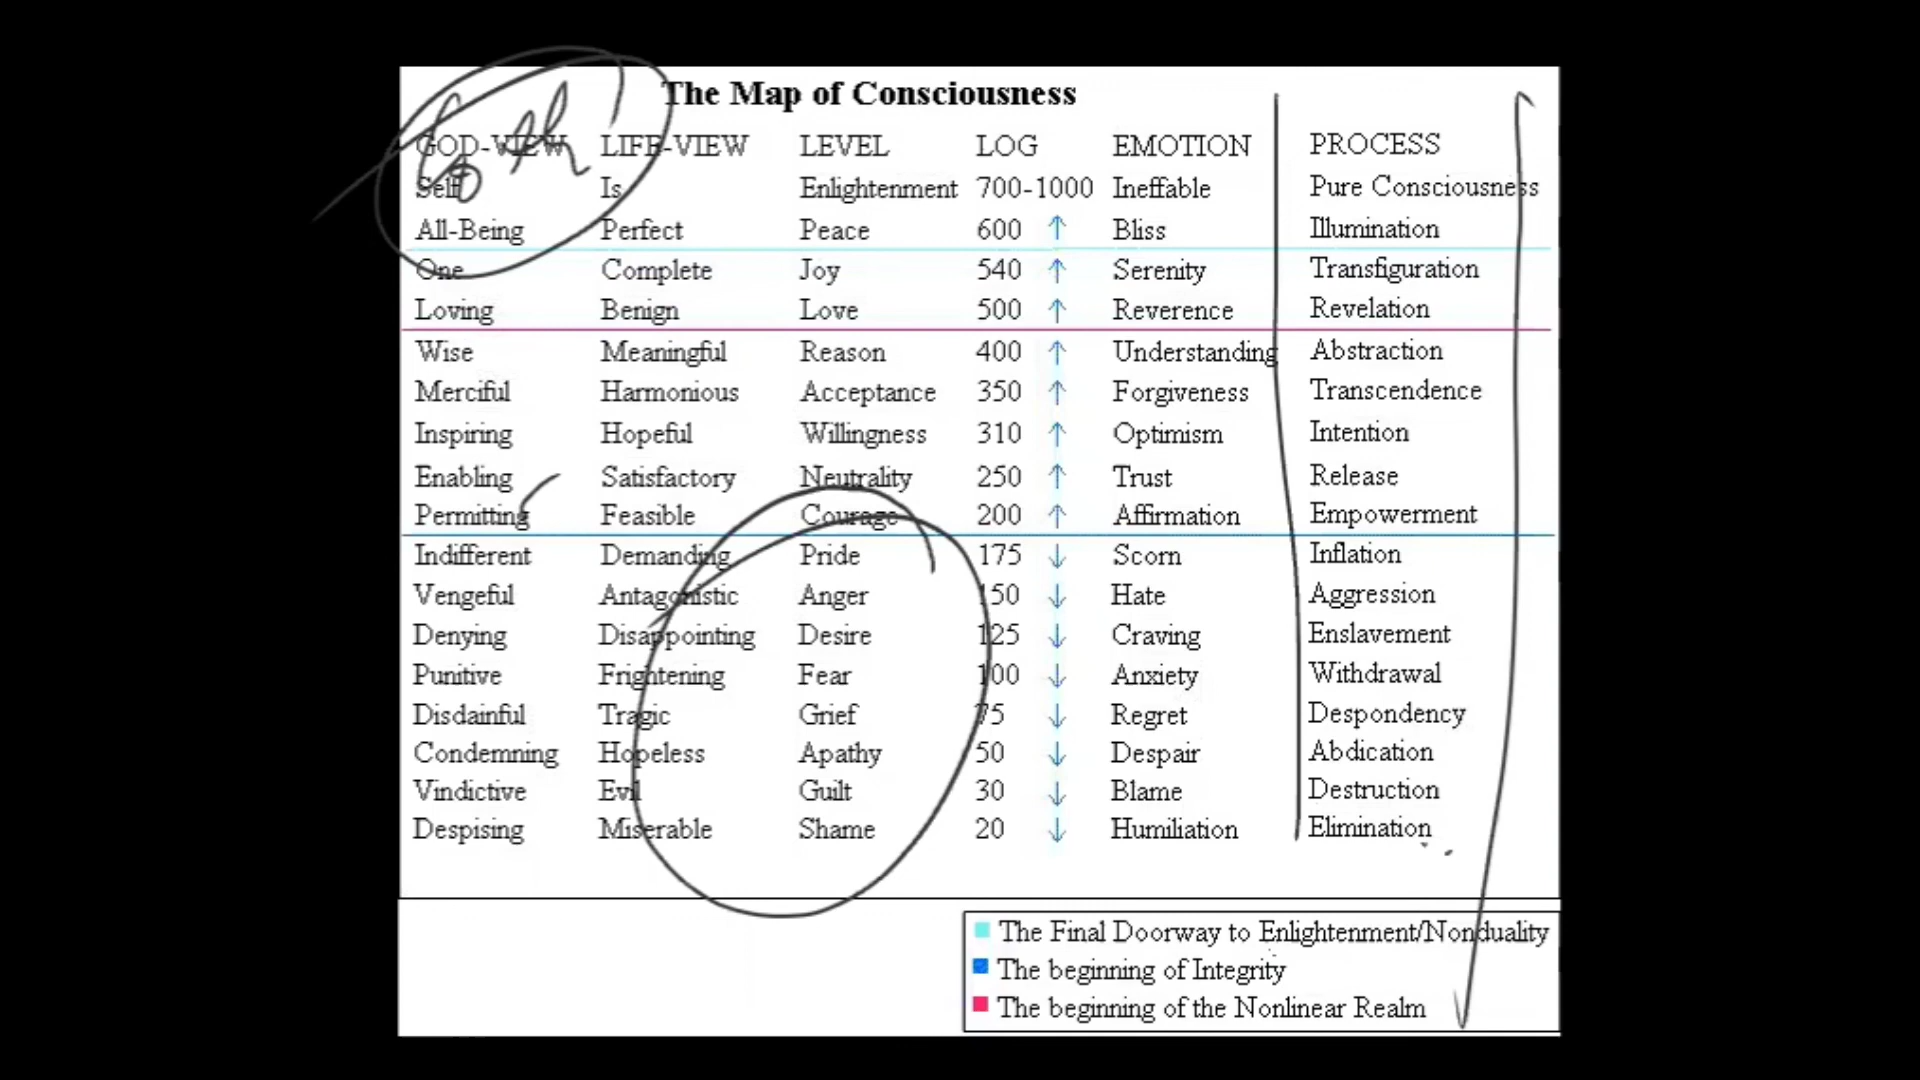 The Map of Consciousness
GOD-VIEW LIFE-VIEW LEVEL LOG EMOTION PROCESS
Self Is Enlightenment 700-1000 Ineffable Pure Consciousness
All-Being Perfect Peace 600 ↑ Bliss Illumination
One Complete Joy 540 ↑ Serenity Transfiguration
Loving Benign Love 500 ↑ Reverence Revelation
Wise Meaningful Reason 400 ↑ Understanding Abstraction
Merciful Harmonious Acceptance 350 ↑ Forgiveness Transcendence
Inspiring Hopeful Willingness 310 ↑ Optimism Intention
Enabling Satisfactory Neutrality 250 ↑ Trust Release
Permitting Feasible Courage 200 ↑ Affirmation Empowerment
Indifferent Demanding Pride 175 ↓ Scorn Inflation
Vengeful Antagonistic Anger 150 ↓ Hate Aggression
Denying Disappointing Desire 125 ↓ Craving Enslavement
Punitive Frightening Fear 100 ↓ Anxiety Withdrawal
Disdainful Tragic Grief 75 ↓ Regret Despondency
Condemning Hopeless Apathy 50 ↓ Despair Abdication
Vindictive Evil Guilt 30 ↓ Blame Destruction
Despising Miserable Shame 20 ↓ Humiliation Elimination
The Final Doorway to Enlightenment/Nonduality
The beginning of Integrity
The beginning of the Nonlinear Realm